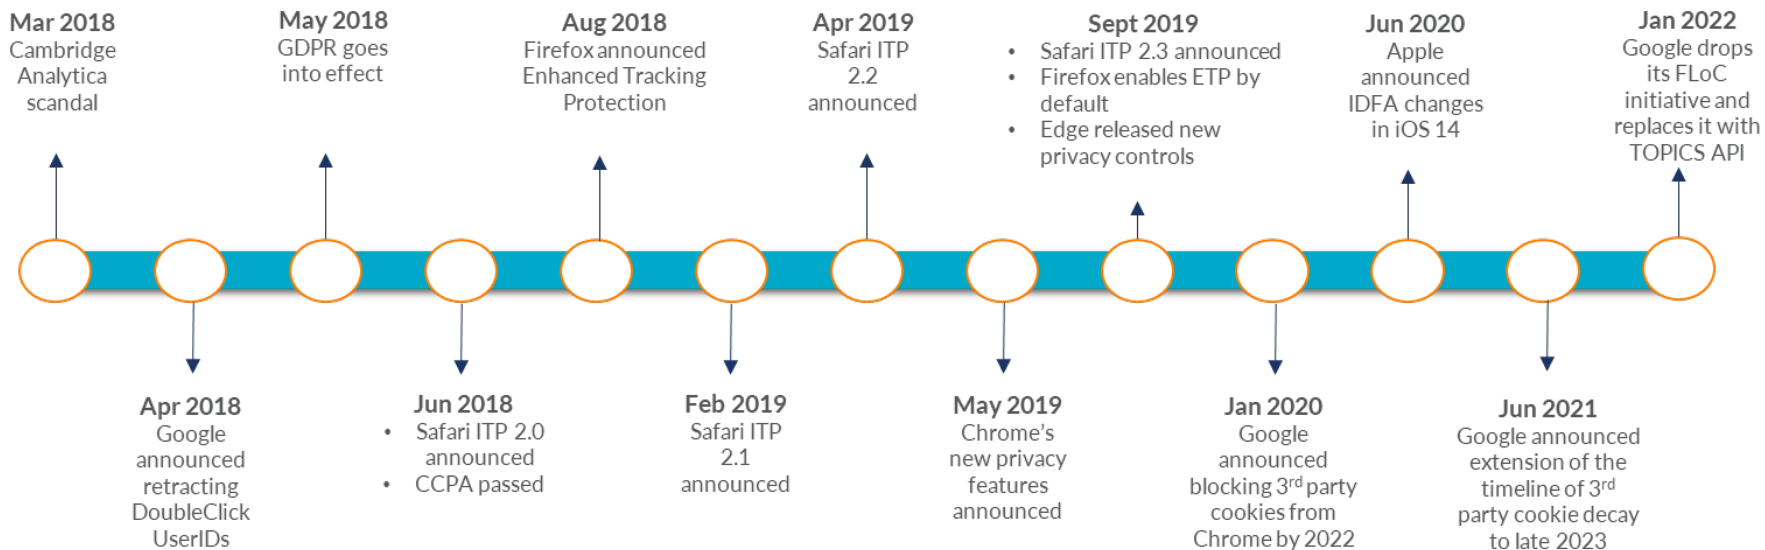 Mar 2018
Cambridge
Analytica
scandal
May 2018
GDPR goes
into effect
Aug 2018
Firefox announced
Enhanced Tracking
Protection
Apr 2019
Safari ITP
2.2
announced
Sept 2019
• Safari ITP 2.3 announced
• Firefox enables ETP by
default
• Edge released new
privacy controls
Jun 2020
Apple
announced
IDFA changes
in iOS 14
Jan 2022
Google drops
its FLoC
initiative and
replaces it with
TOPICS API
Apr 2018
Google
announced
retracting
DoubleClick
UserIDs
Jun 2018
• Safari ITP 2.0
announced
• CCPA passed
Feb 2019
Safari ITP
2.1
announced
May 2019
Chrome's
new privacy
features
announced
Jan 2020
Google
announced
blocking 3rd party
cookies from
Chrome by 2022
Jun 2021
Google announced
extension of the
timeline of 3rd
party cookie decay
to late 2023